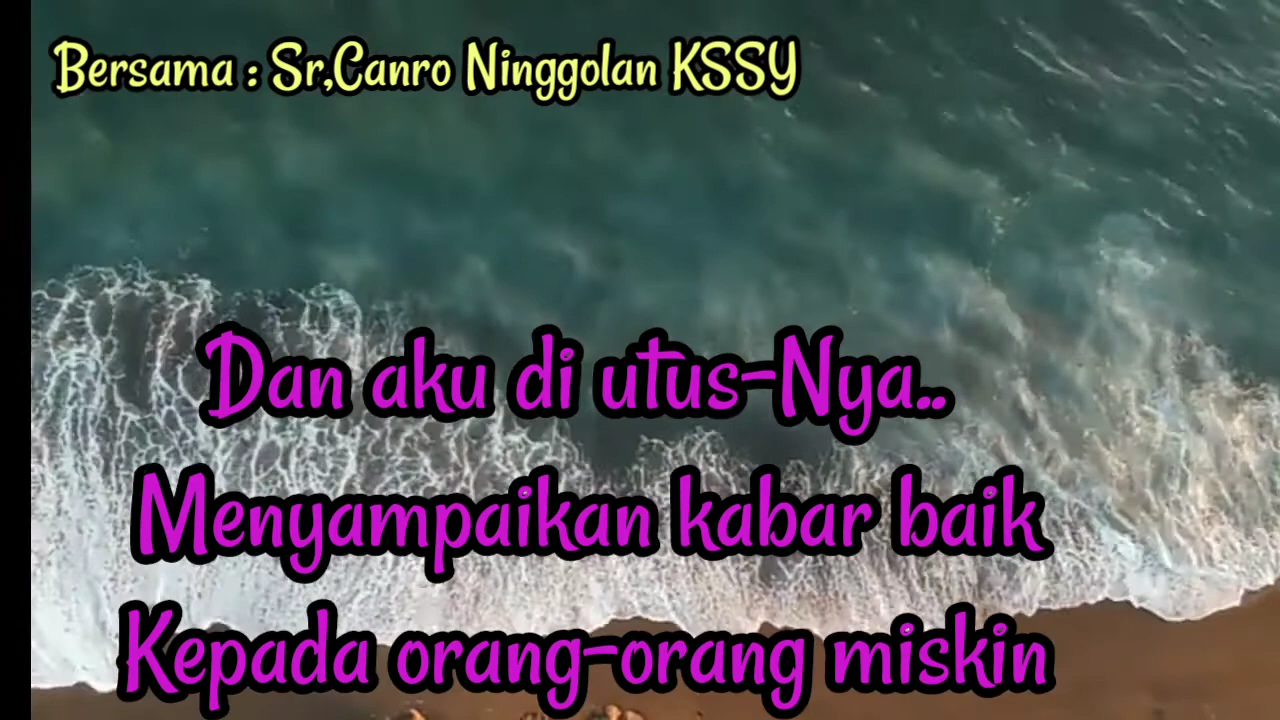 Bersama : Sr,Canro Ninggolan KSSY
Dan aku di utus-Nya..
Menyampaikan kabar baik
Kepada orang-orang miskin